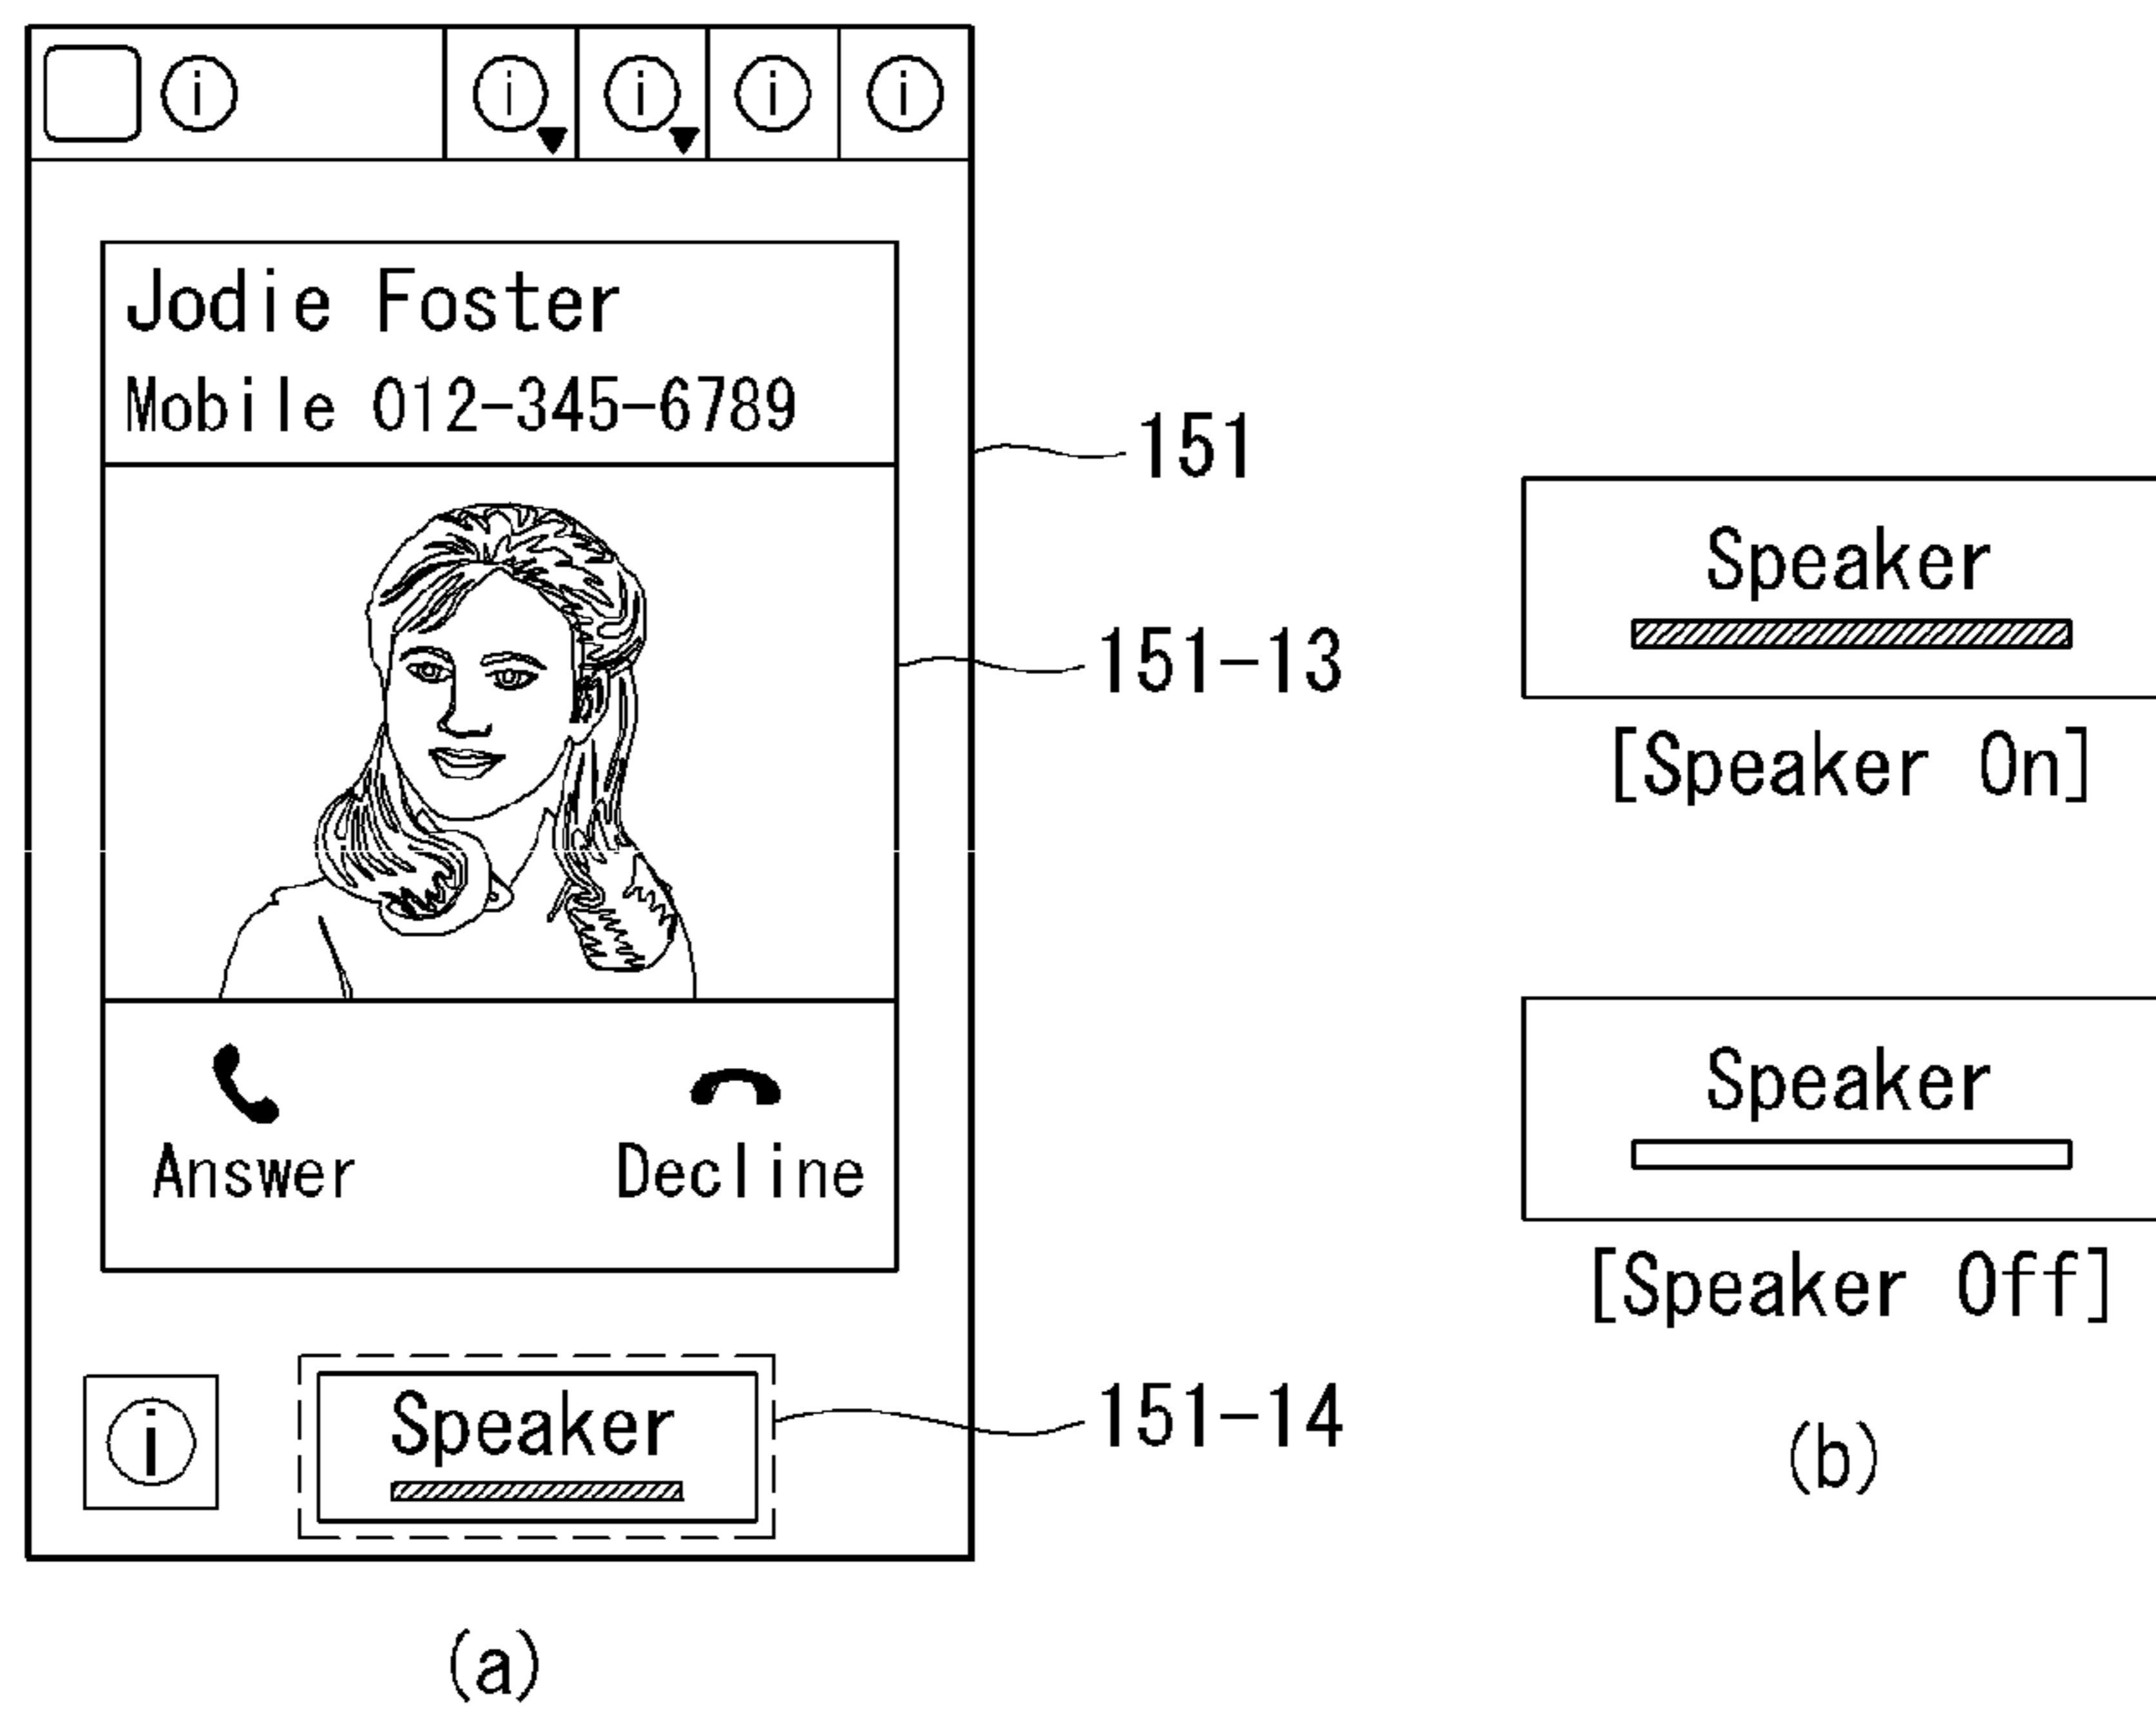 i i i i i
Jodie Foster
Mobile 012-345-6789
151
151-13
Answer Decline
i
Speaker
151-14
(a)
Speaker
[Speaker On]
Speaker
[Speaker Off]
(b)